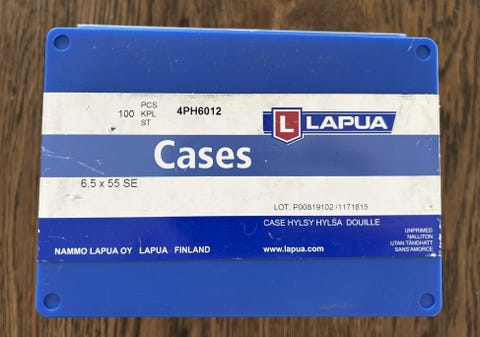 100 PCS KPL ST 4PH6012
L LAPUA
Cases
6,5 x 55 SE
LOT: P00819102 /1171815
CASE HYLSY HYLSA DOUILLE
UNPRIMED
NALLITON
UTAN TÄNDHATT
SANS'AMORCE
NAMMO LAPUA OY LAPUA FINLAND
www.lapua.com